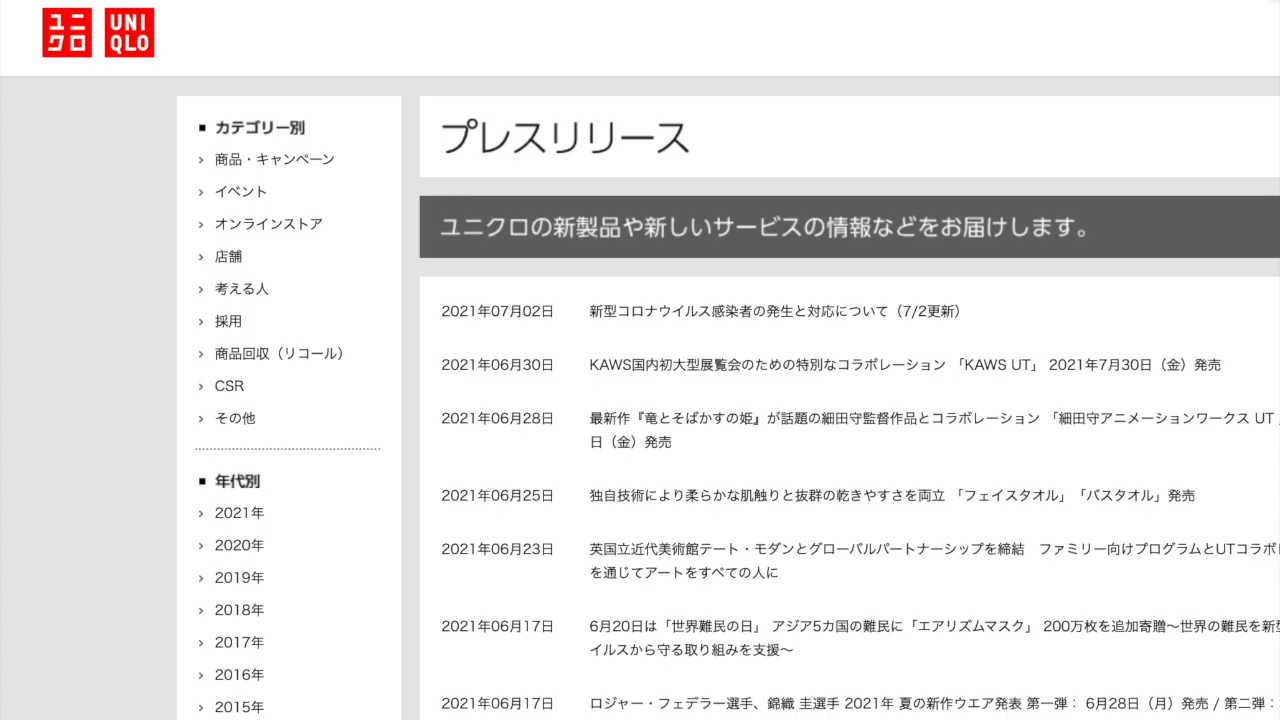 ユニクロ UNIQLO
カテゴリー別
商品・キャンペーン
イベント
オンラインストア
店舗
考える人
採用
商品回収（リコール）
CSR
その他
年代別
2021年
2020年
2019年
2018年
2017年
2016年
2015年
プレスリリース
ユニクロの新製品や新しいサービスの情報などをお届けします。
2021年07月02日 新型コロナウイルス感染者の発生と対応について（7/2更新）
2021年06月30日 KAWS国内初大型展覧会のための特別なコラボレーション 「KAWS UT」 2021年7月30日（金）発売
2021年06月28日 最新作『竜とそばかすの姫』が話題の細田守監督作品とコラボレーション 「細田守アニメーションワークス UT
日（金）発売
2021年06月25日 独自技術により柔らかな肌触りと抜群の乾きやすさを両立 「フェイスタオル」「バスタオル」発売
2021年06月23日 英国立近代美術館テート・モダンとグローバルパートナーシップを締結　ファミリー向けプログラムとUTコラボ
を通じてアートをすべての人に
2021年06月17日 6月20日は「世界難民の日」 アジア5カ国の難民に「エアリズムマスク」 200万枚を追加寄贈～世界の難民を新型
イルスから守る取り組みを支援～
2021年06月17日 ロジャー・フェデラー選手、錦織 圭選手 2021年 夏の新作ウエア発表 第一弾： 6月28日（月）発売 / 第二弾：